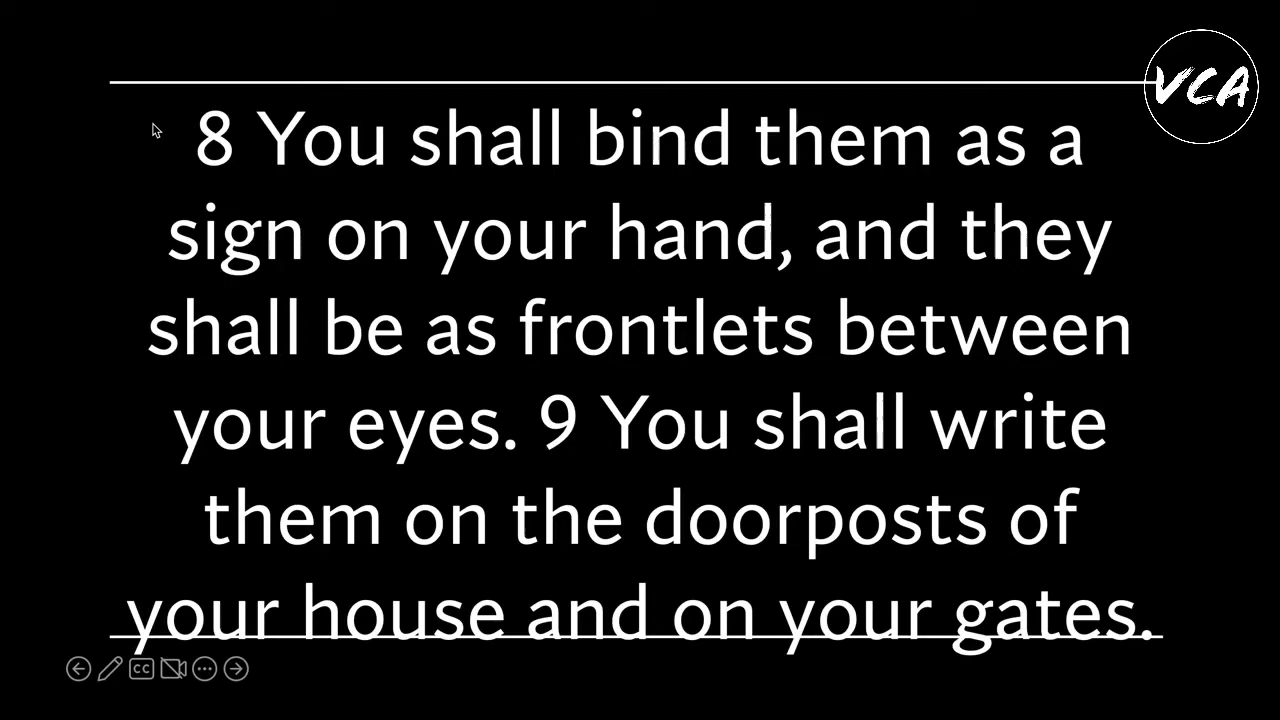 VCA
8 You shall bind them as a
sign on your hand, and they
shall be as frontlets between
your eyes. 9 You shall write
them on the doorposts of
your house and on your gates.
CC